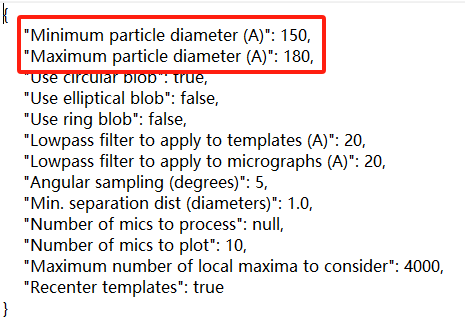 {
"Minimum particle diameter (A)": 150,
"Maximum particle diameter (A)": 180,
"Use circular blob": true,
"Use elliptical blob": false,
"Use ring blob": false,
"Lowpass filter to apply to templates (A)": 20,
"Lowpass filter to apply to micrographs (A)": 20,
"Angular sampling (degrees)": 5,
"Min. separation dist (diameters)": 1.0,
"Number of mics to process": null,
"Number of mics to plot": 10,
"Maximum number of local maxima to consider": 4000,
"Recenter templates": true
}